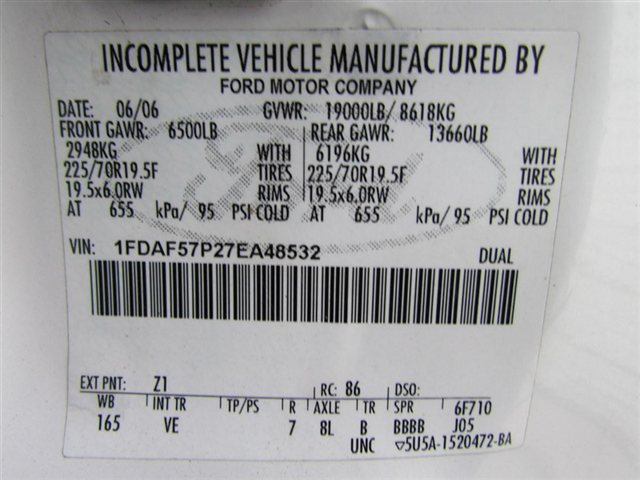 INCOMPLETE VEHICLE MANUFACTURED BY
FORD MOTOR COMPANY
DATE: 06/06 GVWR: 19000LB/ 8618KG
FRONT GAWR: 6500LB REAR GAWR: 13660LB
2948KG WITH 6196KG WITH
225/70R19.5F TIRES 225/70R19.5F TIRES
19.5x6.0RW RIMS 19.5x6.0RW RIMS
AT 655 kPa/ 95 PSI COLD AT 655 kPa/ 95 PSI COLD
VIN: 1FDAF57P27EA48532 DUAL
EXT PNT: Z1 RC: 86 DSO:
WB INT TR TP/PS R AXLE TR SPR 6F710
165 VE 7 8L B BBBB J05
UNC ▽5U5A-1520472-BA